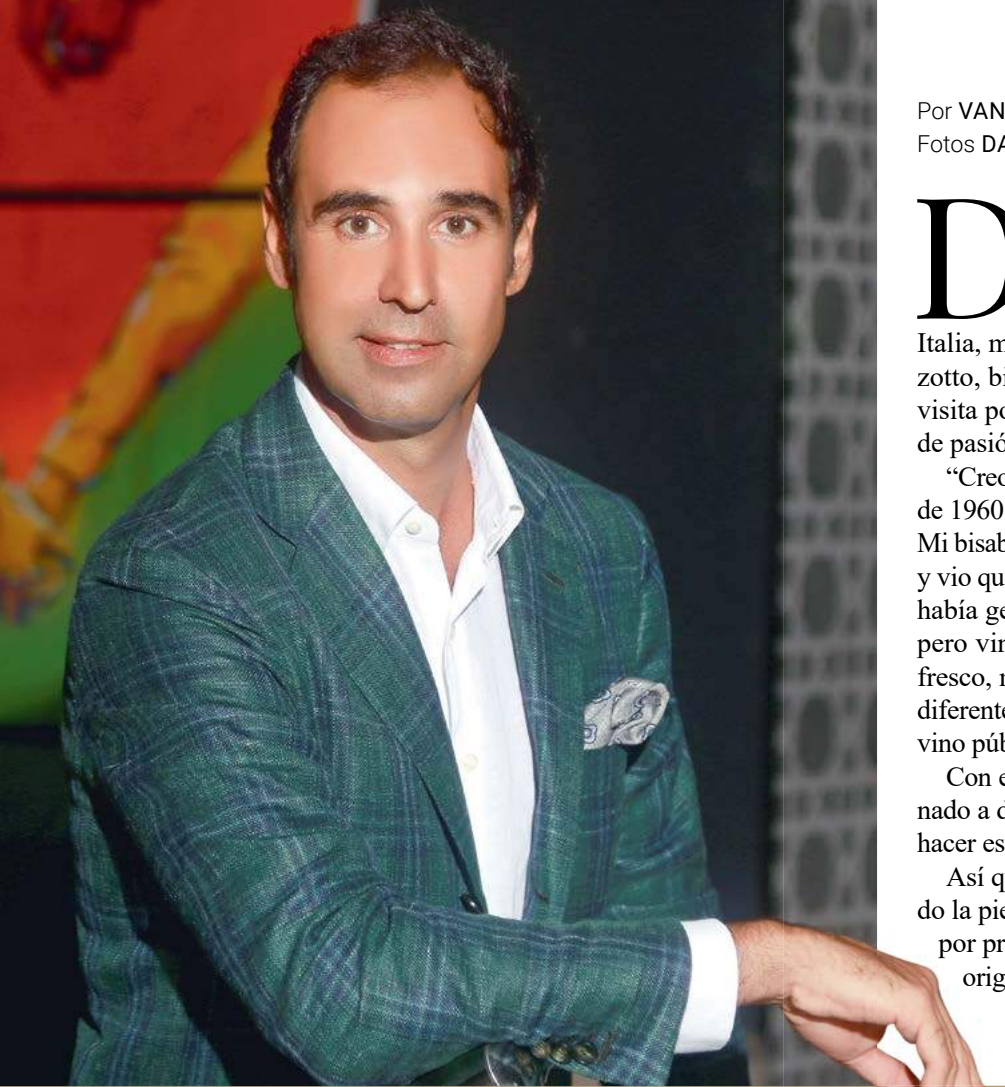 Por VAN
Fotos DA
D
Italia, m
zotto, bi
visita po
de pasió
“Creo
de 1960
Mi bisab
y vio qu
había ge
pero vin
fresco, r
diferente
vino púb
Con e
nado a d
hacer es
Así q
do la pie
por pr
orig